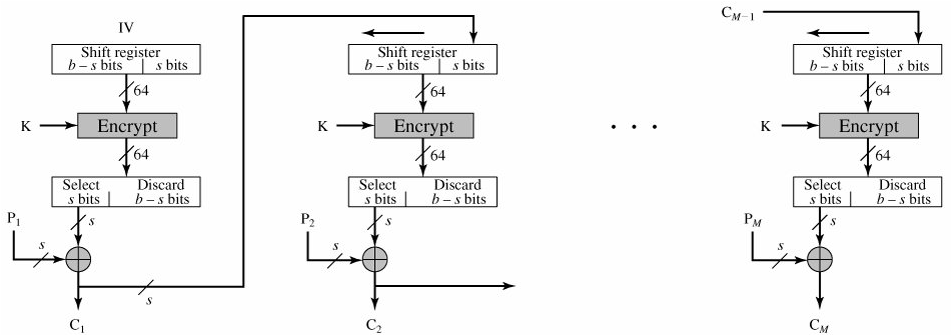 IV
Shift register
b – s bits | s bits
64
K
Encrypt
64
Select
s bits
Discard
b – s bits
P1
s
s
s
C1
Shift register
b – s bits | s bits
64
K
Encrypt
64
Select
s bits
Discard
b – s bits
P2
s
s
C2
. . .
CM–1
Shift register
b – s bits | s bits
64
K
Encrypt
64
Select
s bits
Discard
b – s bits
PM
s
s
CM